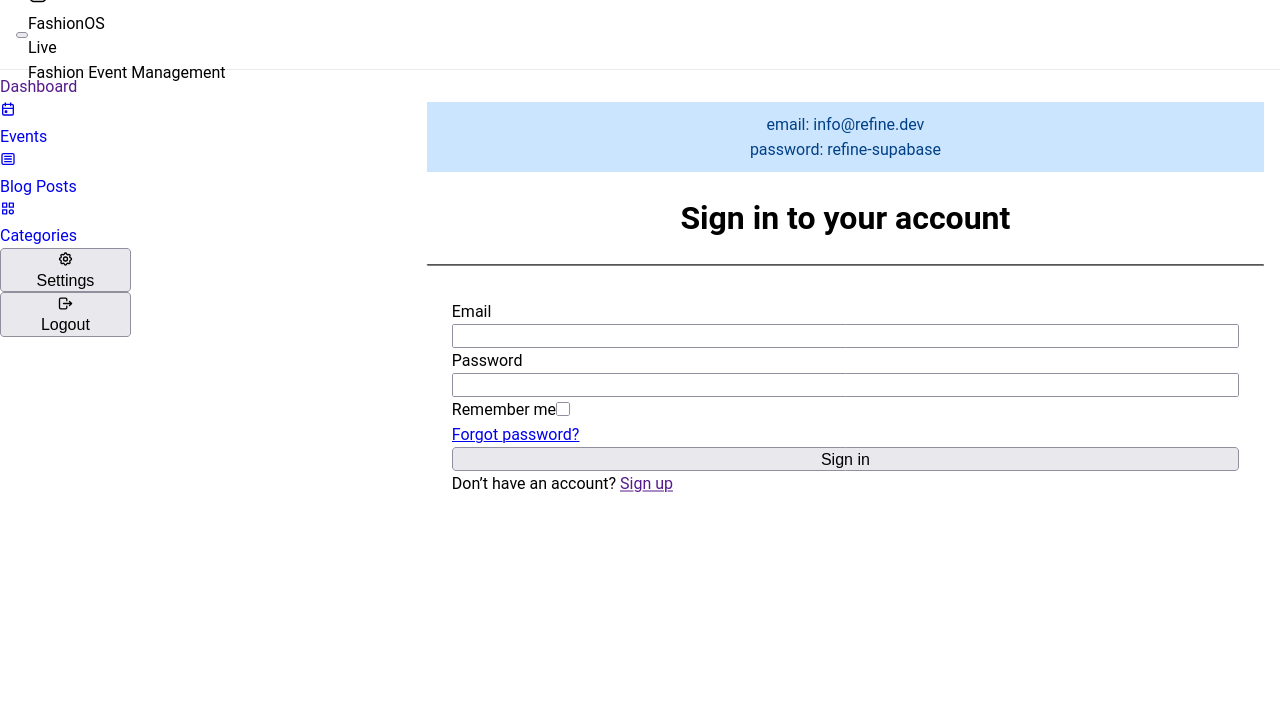 FashionOS
Live
Fashion Event Management
Dashboard
Events
Blog Posts
Categories
Settings
Logout
email: info@refine.dev
password: refine-supabase
Sign in to your account
Email
Password
Remember me
Forgot password?
Sign in
Don’t have an account? Sign up